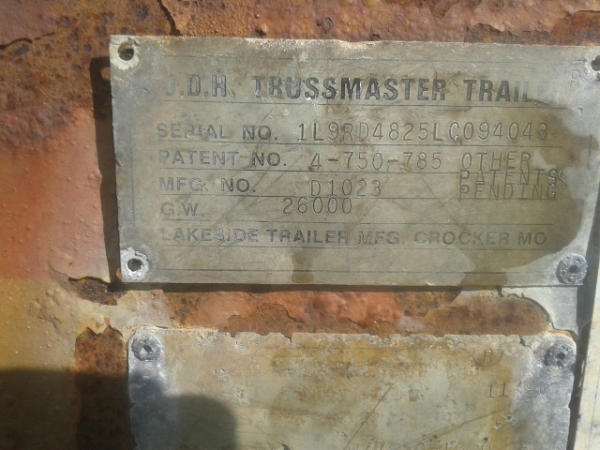 J.D.H. TRUSSMASTER TRAILE
SERIAL NO. 1L9RD4825LC094043
PATENT NO. 4-750-785 OTHER PATENTS PENDING
MFG. NO. D1023
G.W. 26000
LAKESIDE TRAILER MFG. CROCKER MO